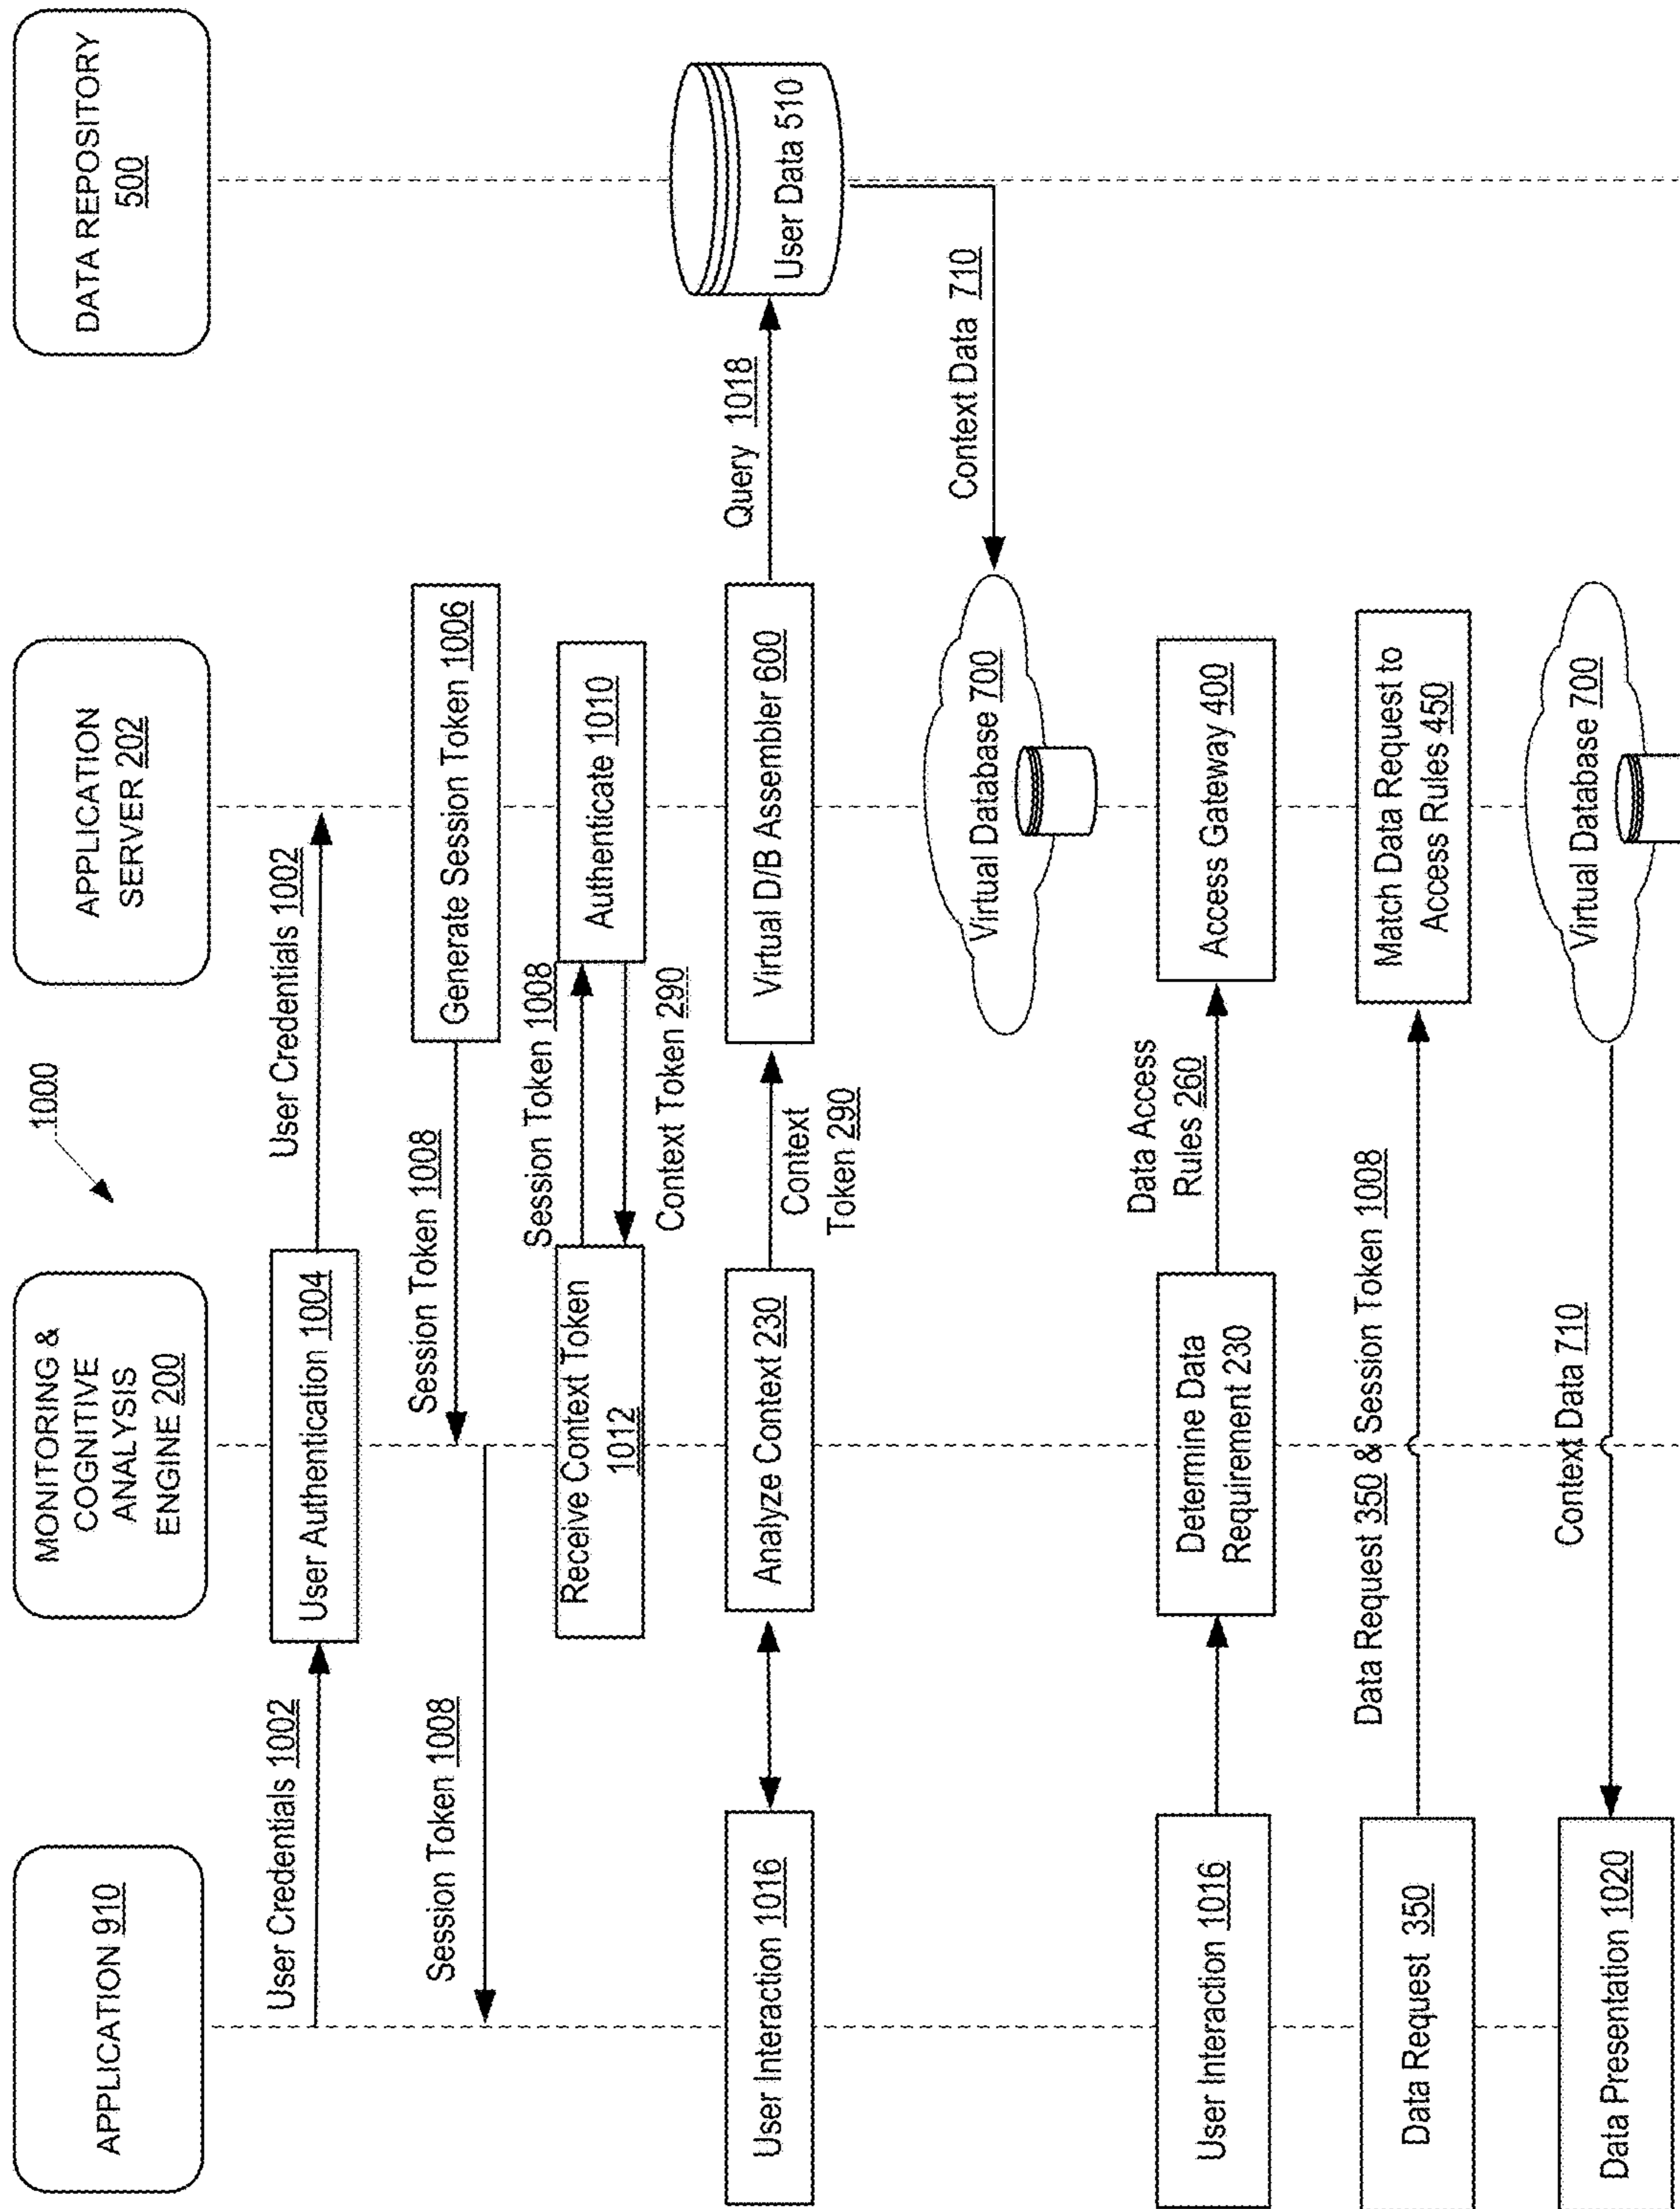 1000
APPLICATION 910
MONITORING &
COGNITIVE
ANALYSIS
ENGINE 200
APPLICATION
SERVER 202
DATA REPOSITORY
500
User Credentials 1002
User Authentication 1004
User Credentials 1002
Generate Session Token 1006
Session Token 1008
Session Token 1008
Receive Context Token
1012
Session Token 1008
Authenticate 1010
Context Token 290
User Interaction 1016
Analyze Context 230
Context
Token 290
Virtual D/B Assembler 600
Query 1018
User Data 510
Context Data 710
Virtual Database 700
User Interaction 1016
Determine Data
Requirement 230
Data Access
Rules 260
Access Gateway 400
Data Request 350
Data Request 350 & Session Token 1008
Match Data Request to
Access Rules 450
Virtual Database 700
Context Data 710
Data Presentation 1020